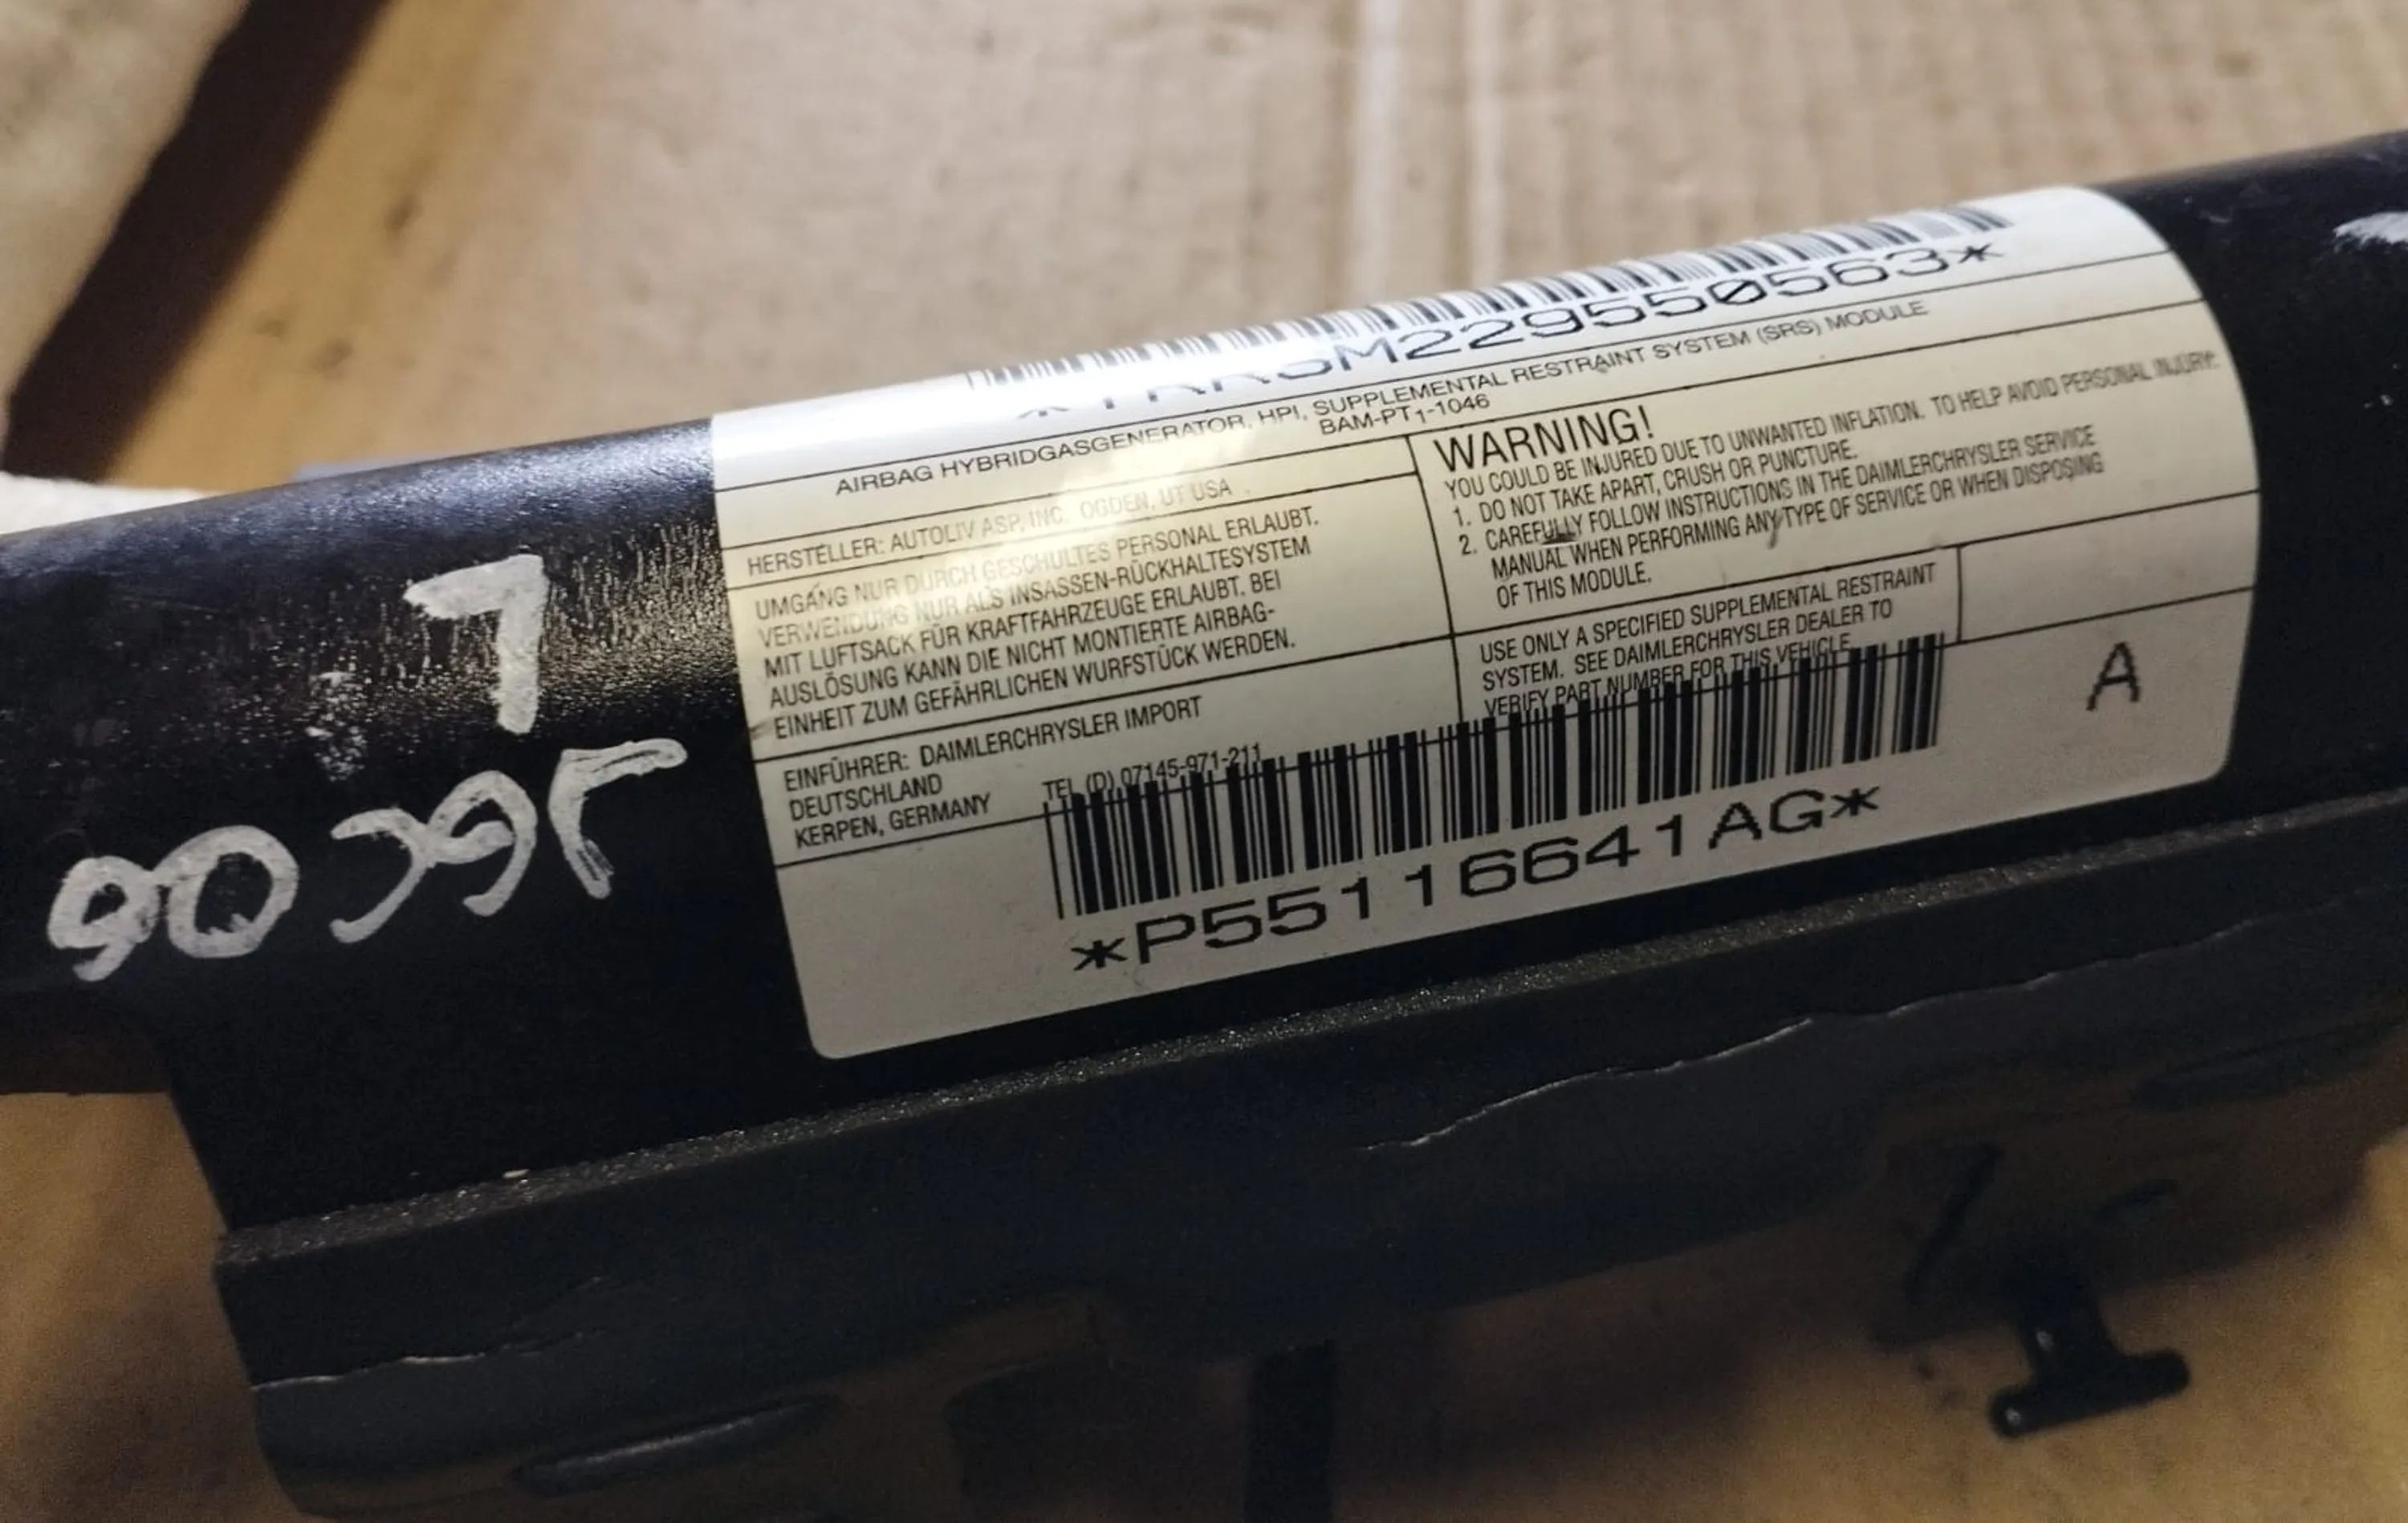 AIRBAG HYBRIDGASGENERATOR, HPI, SUPPLEMENTAL RESTRAINT SYSTEM (SRS) MODULE
BAM-PT1-1046
HERSTELLER: AUTOLIV ASP, INC. OGDEN, UT USA
UMGANG NUR DURCH GESCHULTES PERSONAL ERLAUBT.
VERWENDUNG NUR ALS INSASSEN-RÜCKHALTESYSTEM
MIT LUFTSACK FÜR KRAFTFAHRZEUGE ERLAUBT. BEI
AUSLÖSUNG KANN DIE NICHT MONTIERTE AIRBAG-
EINHEIT ZUM GEFÄHRLICHEN WURFSTÜCK WERDEN.
EINFÜHRER: DAIMLERCHRYSLER IMPORT
DEUTSCHLAND
KERPEN, GERMANY
TEL (D) 07145-971-211
WARNING!
YOU COULD BE INJURED DUE TO UNWANTED INFLATION. TO HELP AVOID PERSONAL INJURY:
1. DO NOT TAKE APART, CRUSH OR PUNCTURE.
2. CAREFULLY FOLLOW INSTRUCTIONS IN THE DAIMLERCHRYSLER SERVICE
MANUAL WHEN PERFORMING ANY TYPE OF SERVICE OR WHEN DISPOSING
OF THIS MODULE.
USE ONLY A SPECIFIED SUPPLEMENTAL RESTRAINT
SYSTEM. SEE DAIMLERCHRYSLER DEALER TO
VERIFY PART NUMBER FOR THIS VEHICLE
A
*P55116641AG*